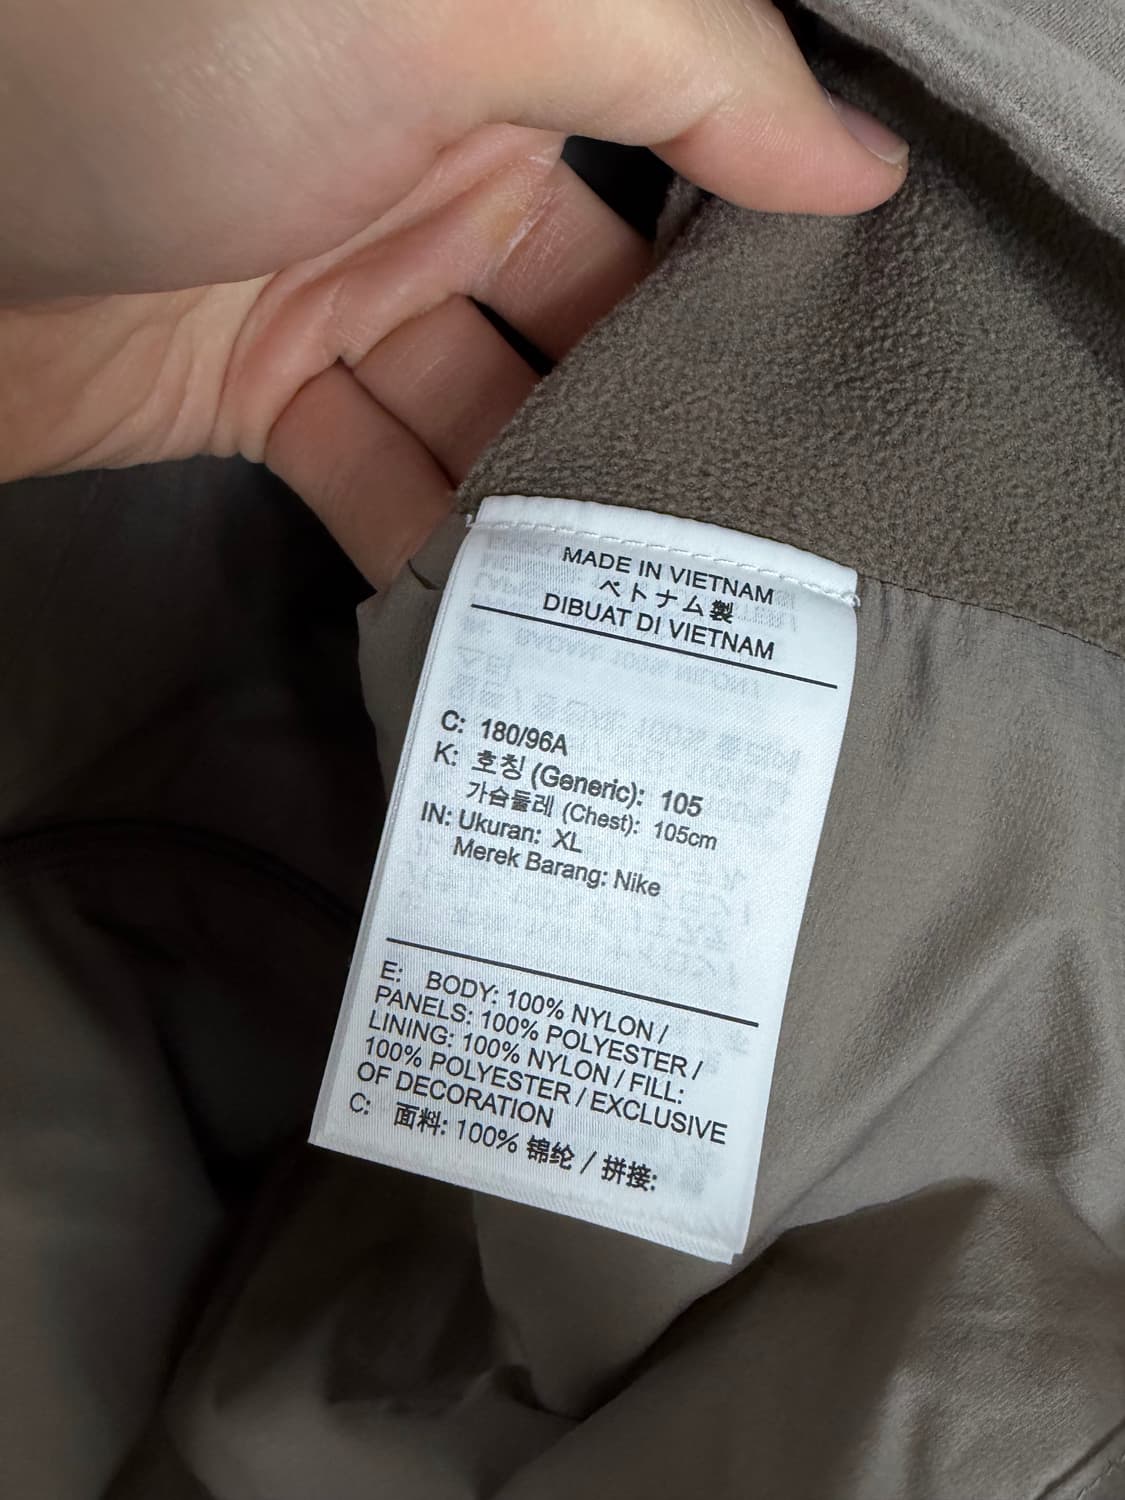 MADE IN VIETNAM
ベトナム製
DIBUAT DI VIETNAM
C: 180/96A
K: 호칭 (Generic): 105
가슴둘레 (Chest): 105cm
IN: Ukuran: XL
Merek Barang: Nike
E: BODY: 100% NYLON /
PANELS: 100% POLYESTER /
LINING: 100% NYLON / FILL:
100% POLYESTER / EXCLUSIVE
OF DECORATION
C: 面料: 100% 锦纶 / 拼接: